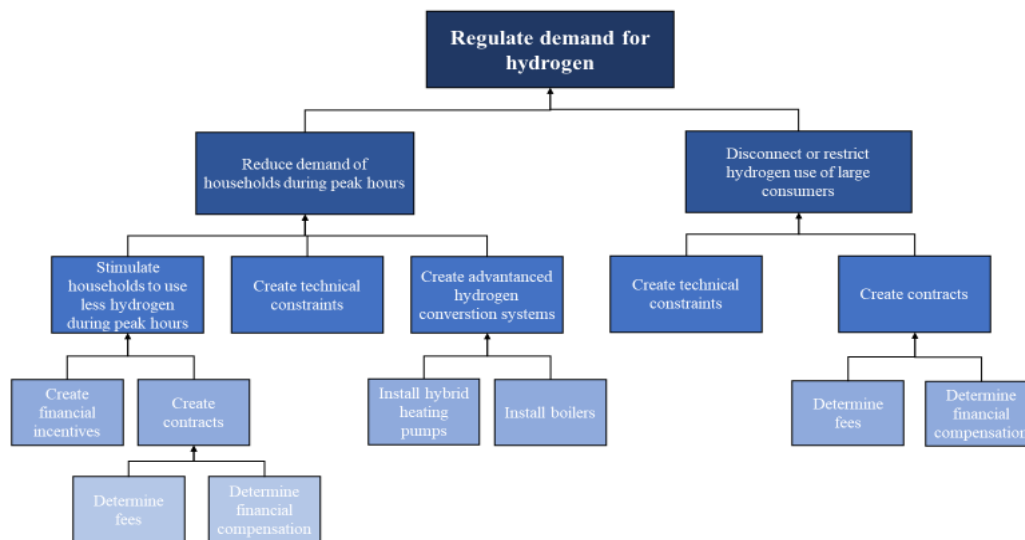 Regulate demand for
hydrogen
Reduce demand of
households during peak hours
Disconnect or restrict
hydrogen use of large
consumers
Stimulate
households to use
less hydrogen
during peak hours
Create technical
constraints
Create advantanced
hydrogen
converstion systems
Create technical
constraints
Create contracts
Create
financial
incentives
Create
contracts
Install hybrid
heating
pumps
Install boilers
Determine
fees
Determine
financial
compensation
Determine
fees
Determine
financial
compensation